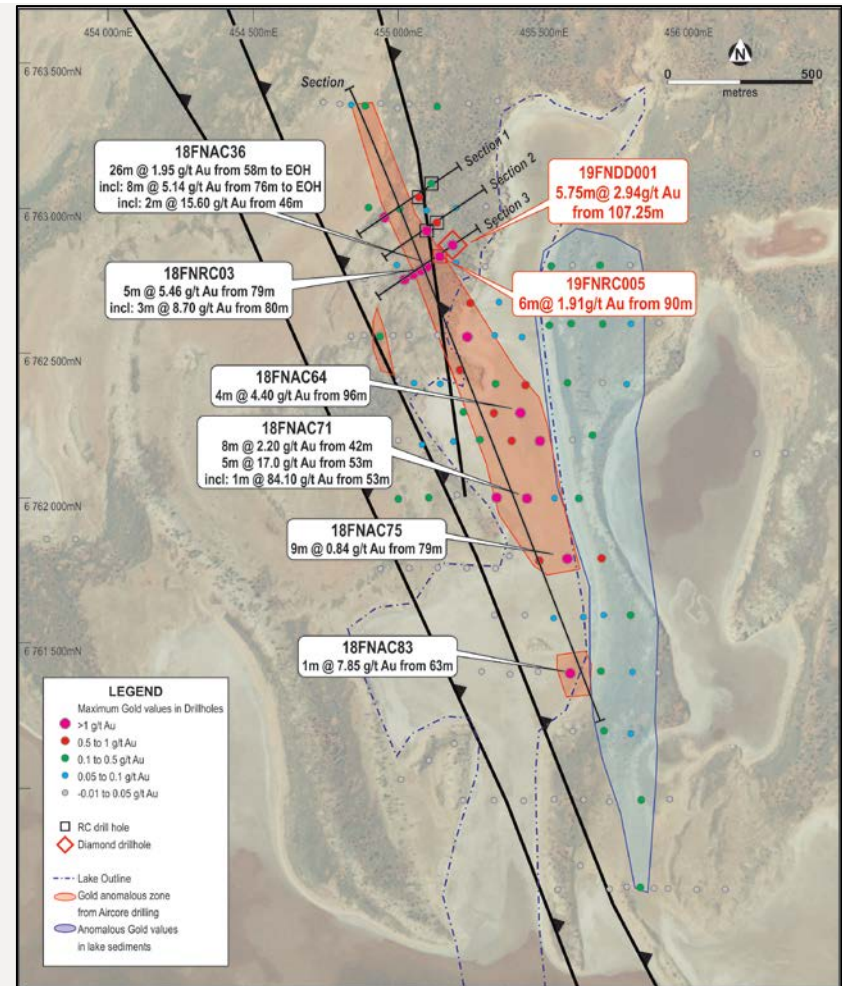 454 000mE
454 500mE
455 000mE
455 500mE
456 000mE
6 763 500mN
N
0
500
metres
Section
Section 1
Section 2
Section 3
18FNAC36
26m @ 1.95 g/t Au from 58m to EOH
incl: 8m @ 5.14 g/t Au from 76m to EOH
incl: 2m @ 15.60 g/t Au from 46m
19FNDD001
5.75m@ 2.94g/t Au
from 107.25m
6 763 000mN
18FNRC03
5m @ 5.46 g/t Au from 79m
incl: 3m @ 8.70 g/t Au from 80m
19FNRC005
6m @ 1.91g/t Au from 90m
6 762 500mN
18FNAC64
4m @ 4.40 g/t Au from 96m
18FNAC71
8m @ 2.20 g/t Au from 42m
5m @ 17.0 g/t Au from 53m
incl: 1m @ 84.10 g/t Au from 53m
6 762 000mN
18FNAC75
9m @ 0.84 g/t Au from 79m
6 761 500mN
18FNAC83
1m @ 7.85 g/t Au from 63m
LEGEND
Maximum Gold values in Drillholes
>1 g/t Au
0.5 to 1 g/t Au
0.1 to 0.5 g/t Au
0.05 to 0.1 g/t Au
-0.01 to 0.05 g/t Au
RC drill hole
Diamond drillhole
Lake Outline
Gold anomalous zone
from Aircore drilling
Anomalous Gold values
in lake sediments